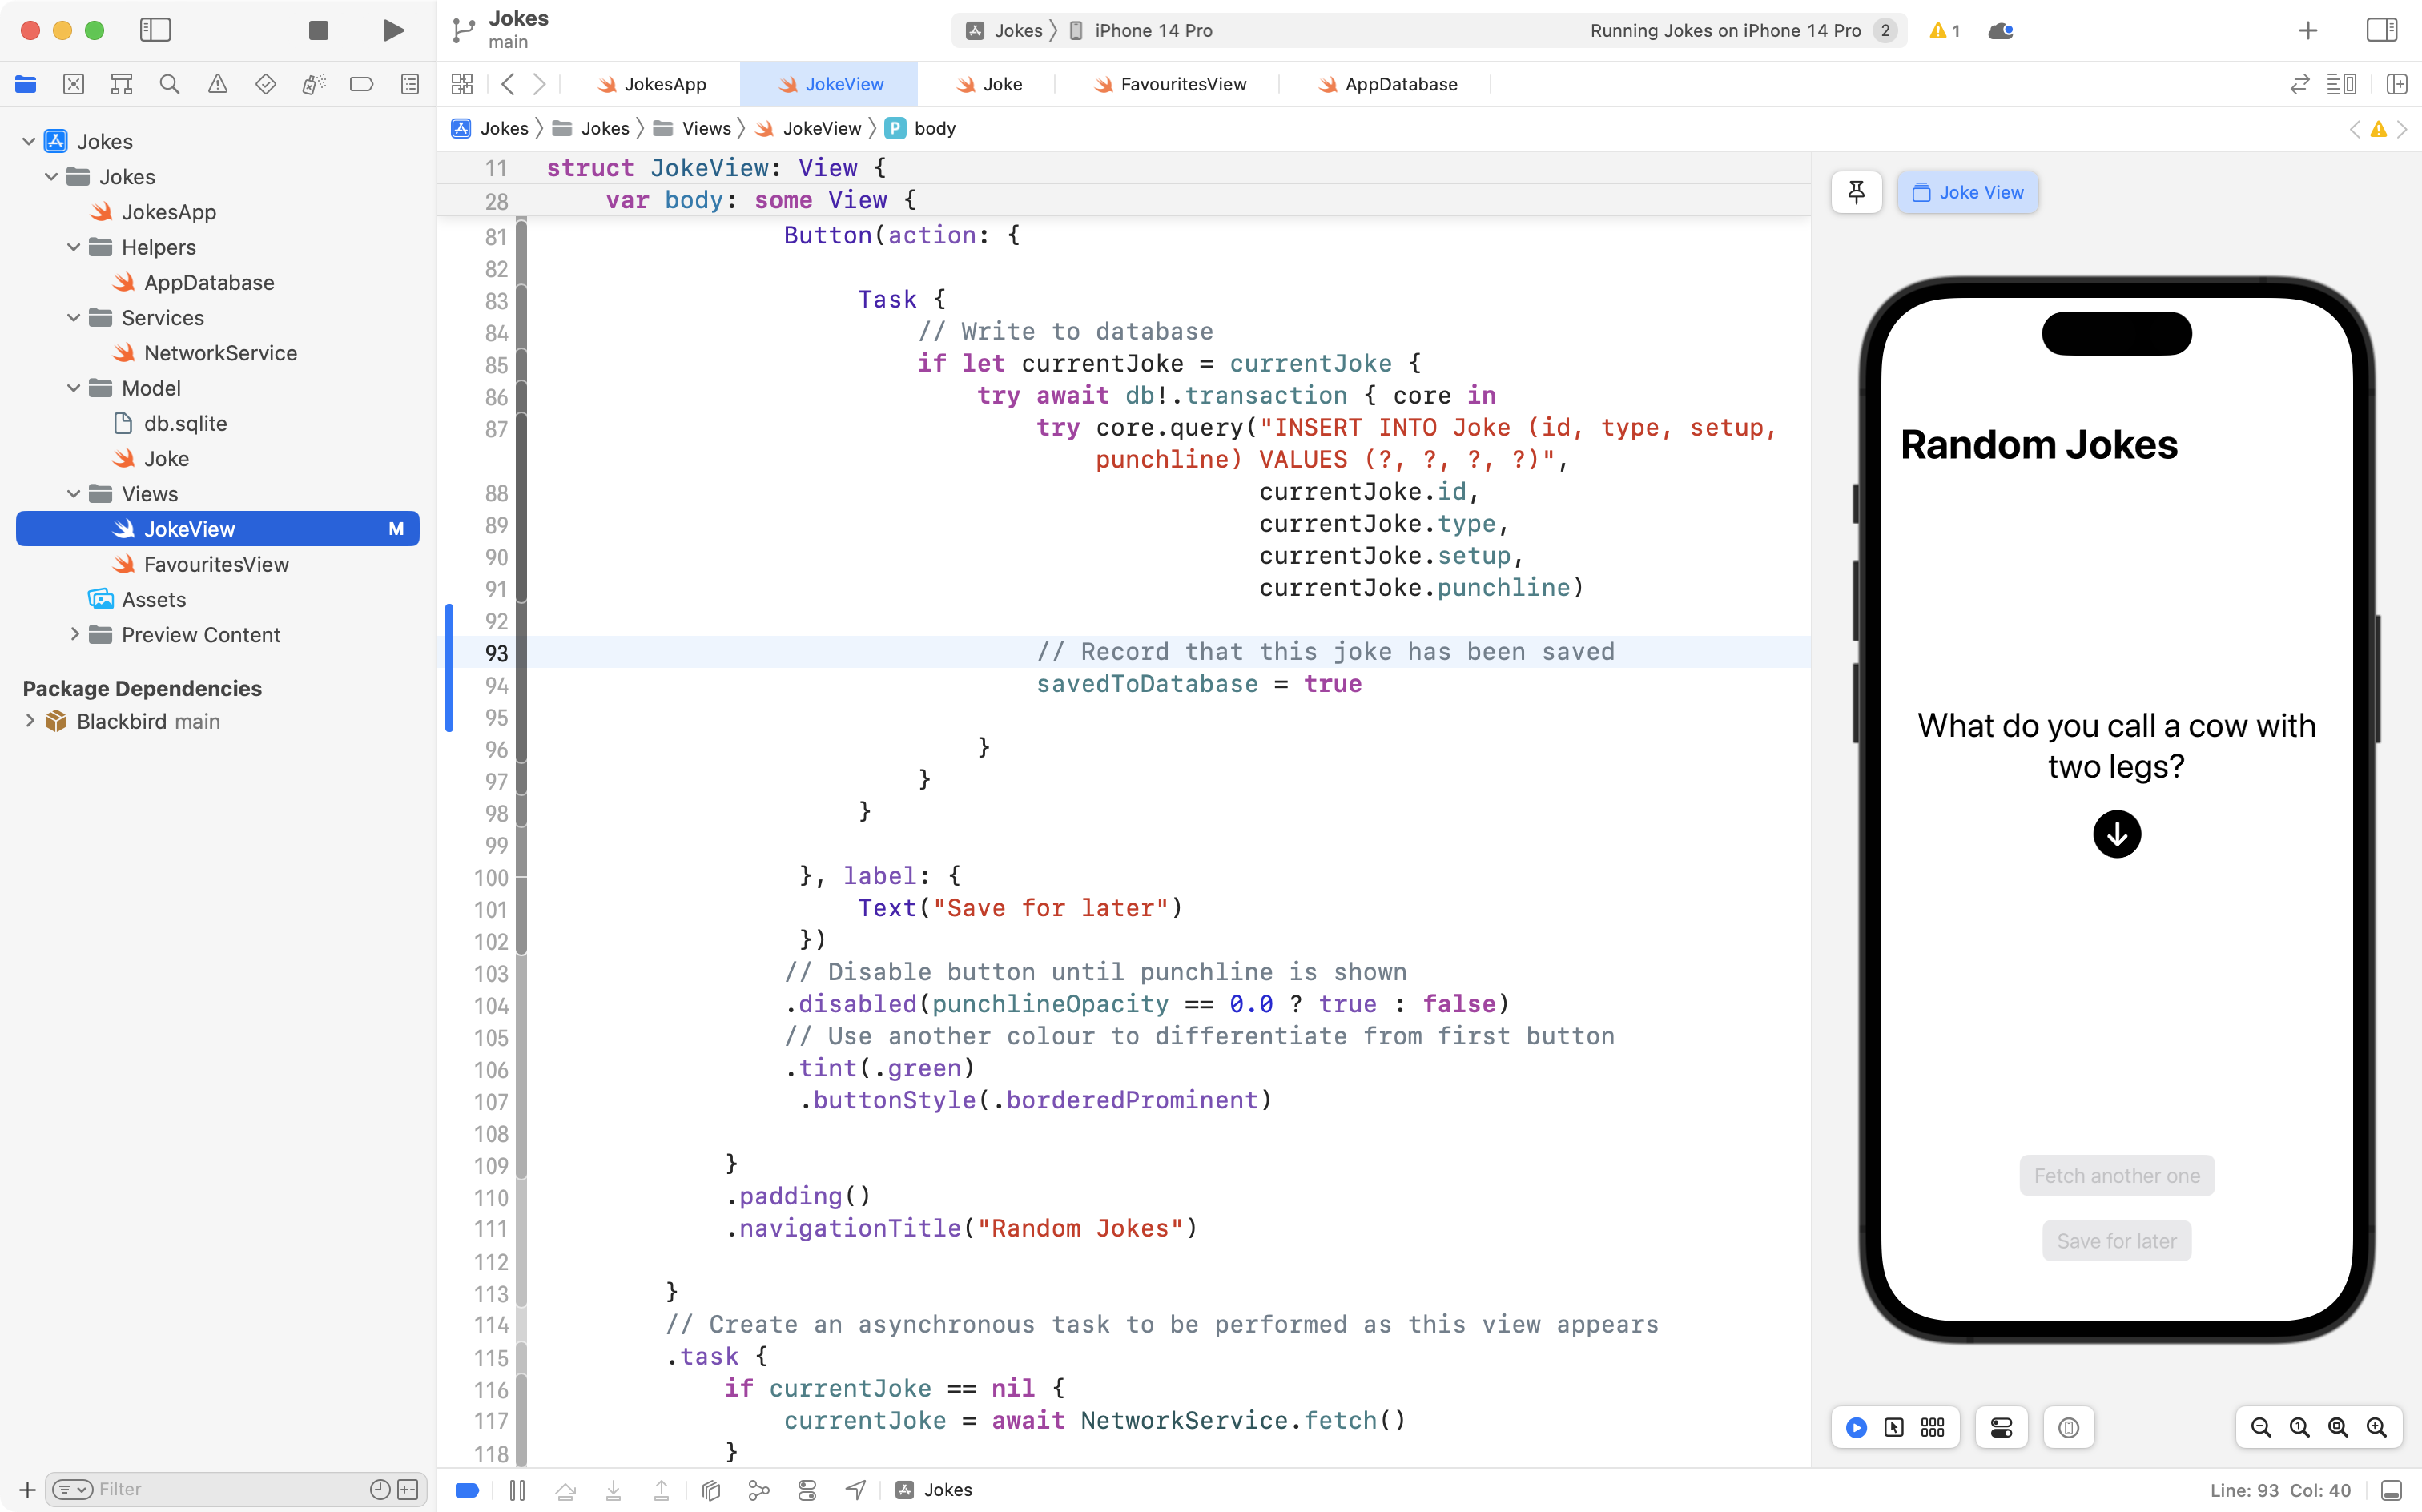 Jokes
main
Jokes
iPhone 14 Pro
Running Jokes on iPhone 14 Pro
2
1
JokesApp
JokeView
Joke
FavouritesView
AppDatabase
Jokes
Jokes
Views
JokeView
P
body
Jokes
Jokes
JokesApp
Helpers
AppDatabase
Services
NetworkService
Model
db.sqlite
Joke
Views
JokeView M
FavouritesView
Assets
Preview Content
Package Dependencies
Blackbird main
Filter
11 struct JokeView: View {
28 var body: some View {
81 Button(action: {
82
83 Task {
84 // Write to database
85 if let currentJoke = currentJoke {
86 try await db!.transaction { core in
87 try core.query("INSERT INTO Joke (id, type, setup,
punchline) VALUES (?, ?, ?, ?)",
88 currentJoke.id,
89 currentJoke.type,
90 currentJoke.setup,
91 currentJoke.punchline)
92
93 // Record that this joke has been saved
94 savedToDatabase = true
95
96 }
97 }
98 }
99
100 }, label: {
101 Text("Save for later")
102 })
103 // Disable button until punchline is shown
104 .disabled(punchlineOpacity == 0.0 ? true : false)
105 // Use another colour to differentiate from first button
106 .tint(.green)
107 .buttonStyle(.borderedProminent)
108
109 }
110 .padding()
111 .navigationTitle("Random Jokes")
112
113 }
114 // Create an asynchronous task to be performed as this view appears
115 .task {
116 if currentJoke == nil {
117 currentJoke = await NetworkService.fetch()
118 }
Joke View
Random Jokes
What do you call a cow with
two legs?
Fetch another one
Save for later
Jokes
Line: 93 Col: 40